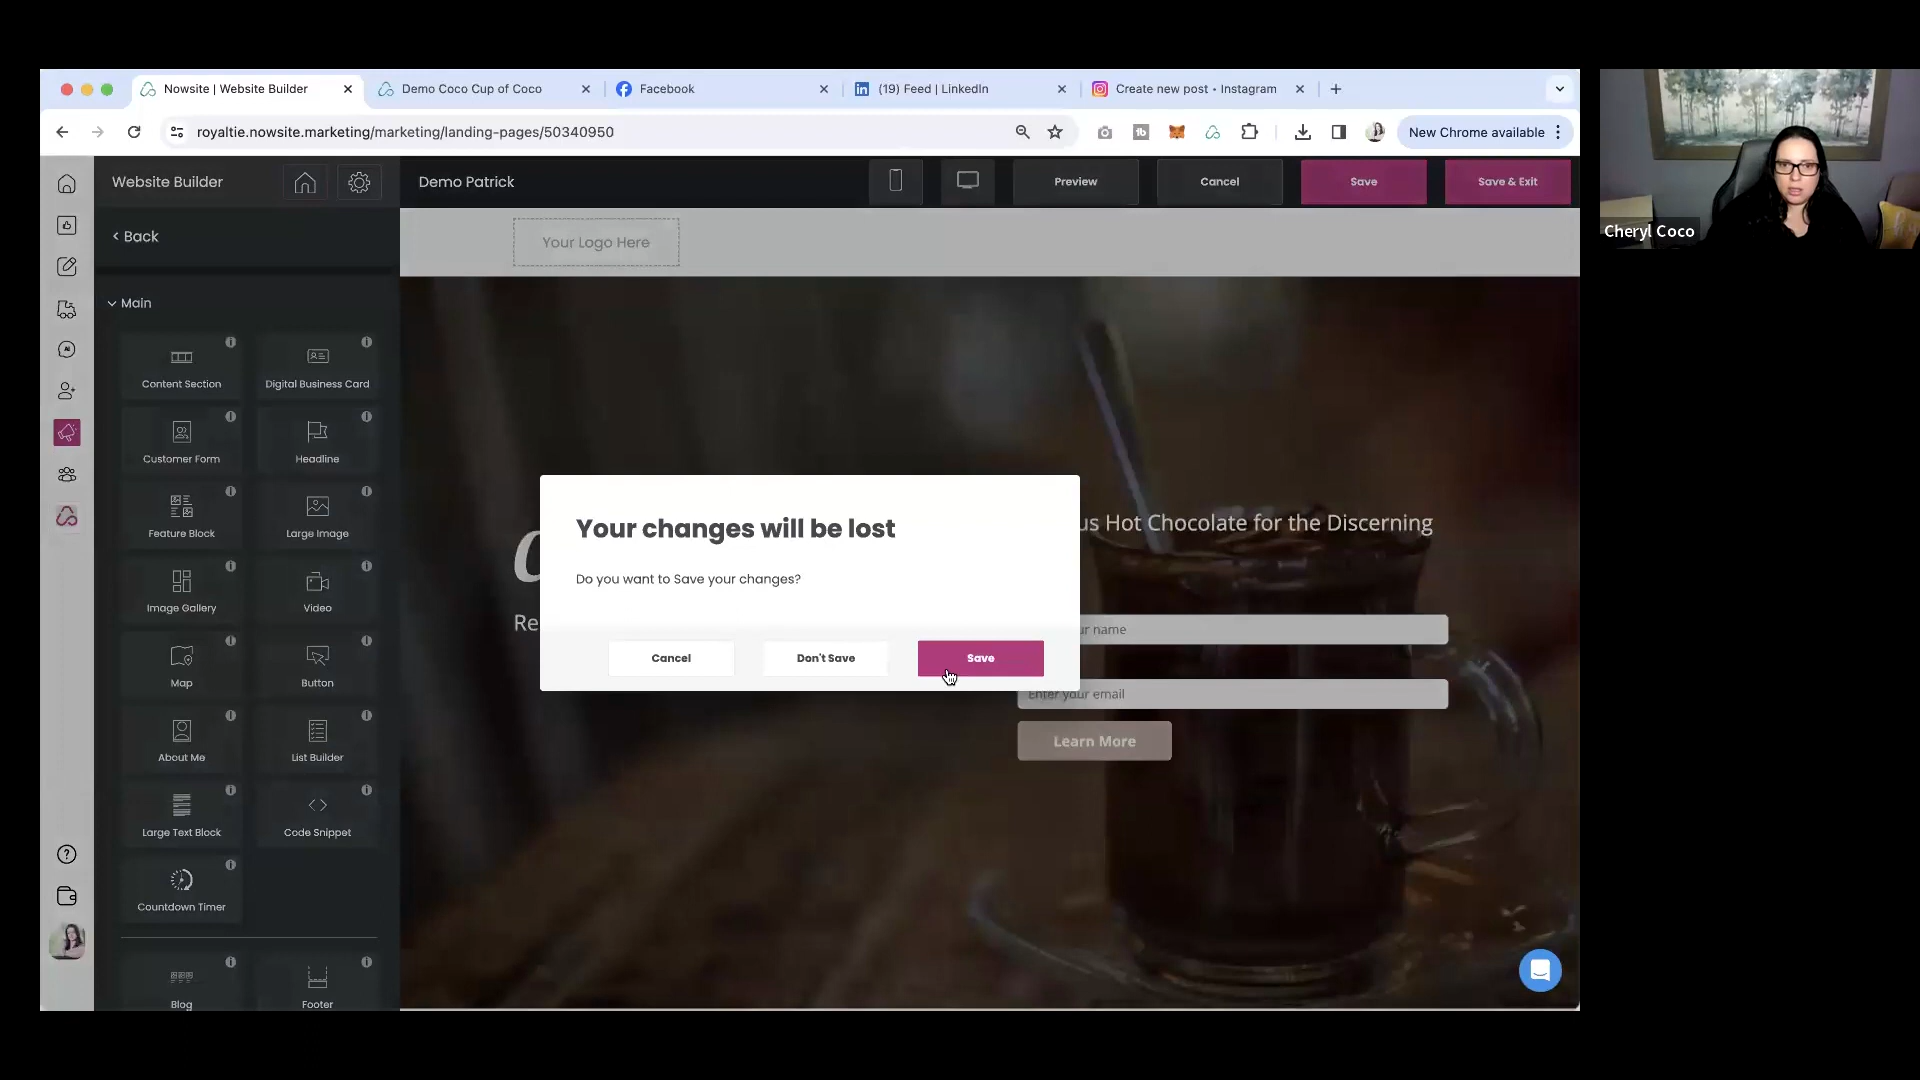 Nowsite | Website Builder
Demo Coco Cup of Coco
Facebook
(19) Feed | LinkedIn
Create new post • Instagram
royaltie.nowsite.marketing/marketing/landing-pages/50340950
New Chrome available
Website Builder
Demo Patrick
Preview
Cancel
Save
Save & Exit
< Back
Your Logo Here
Main
Content Section
Digital Business Card
Customer Form
Headline
Feature Block
Large Image
Image Gallery
Video
Map
Button
About Me
List Builder
Large Text Block
Code Snippet
Countdown Timer
Blog
Footer
us Hot Chocolate for the Discerning
Re
ur name
Enter your email
Learn More
Your changes will be lost
Do you want to Save your changes?
Cancel
Don't Save
Save
Cheryl Coco